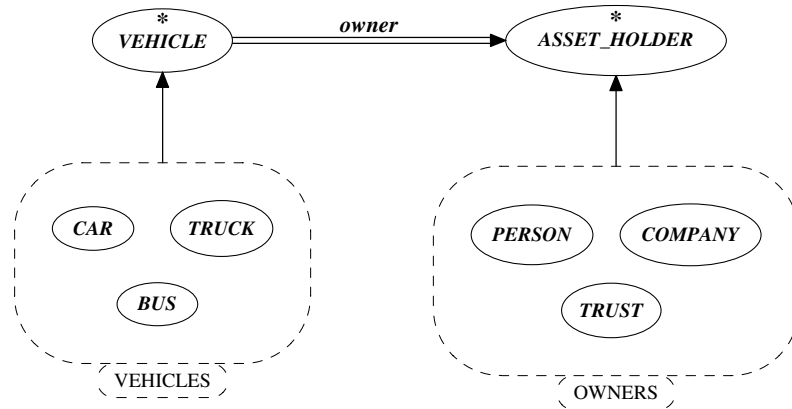 *
VEHICLE
owner
*
ASSET_HOLDER
CAR
TRUCK
BUS
VEHICLES
PERSON
COMPANY
TRUST
OWNERS